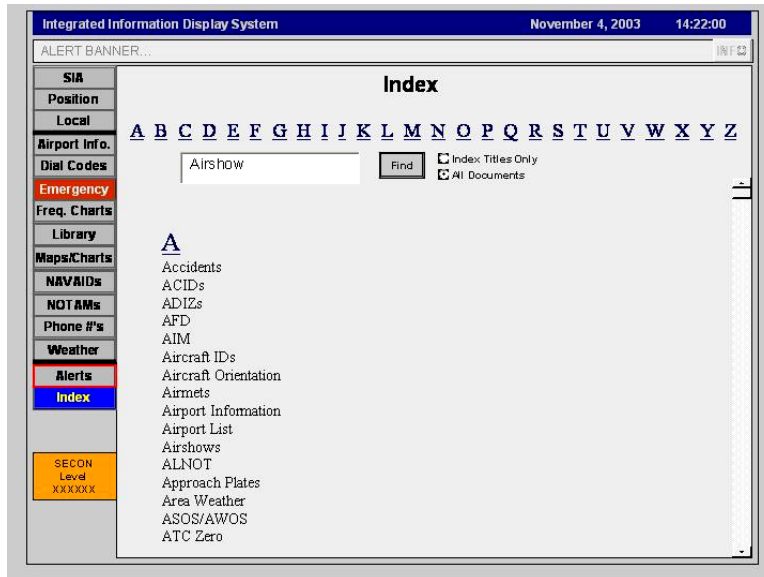 Integrated Information Display System November 4, 2003 14:22:00
ALERT BANNER... INFO
SIA
Position
Local
Airport Info.
Dial Codes
Emergency
Freq. Charts
Library
Maps/Charts
NAVAIDs
NOTAMs
Phone #'s
Weather
Alerts
Index
SECON
Level
XXXXXX
Index
A B C D E F G H I J K L M N O P Q R S T U V W X Y Z
Airshow Find Index Titles Only
All Documents
A
Accidents
ACIDs
ADIZs
AFD
AIM
Aircraft IDs
Aircraft Orientation
Airmets
Airport Information
Airport List
Airshows
ALNOT
Approach Plates
Area Weather
ASOS/AWOS
ATC Zero